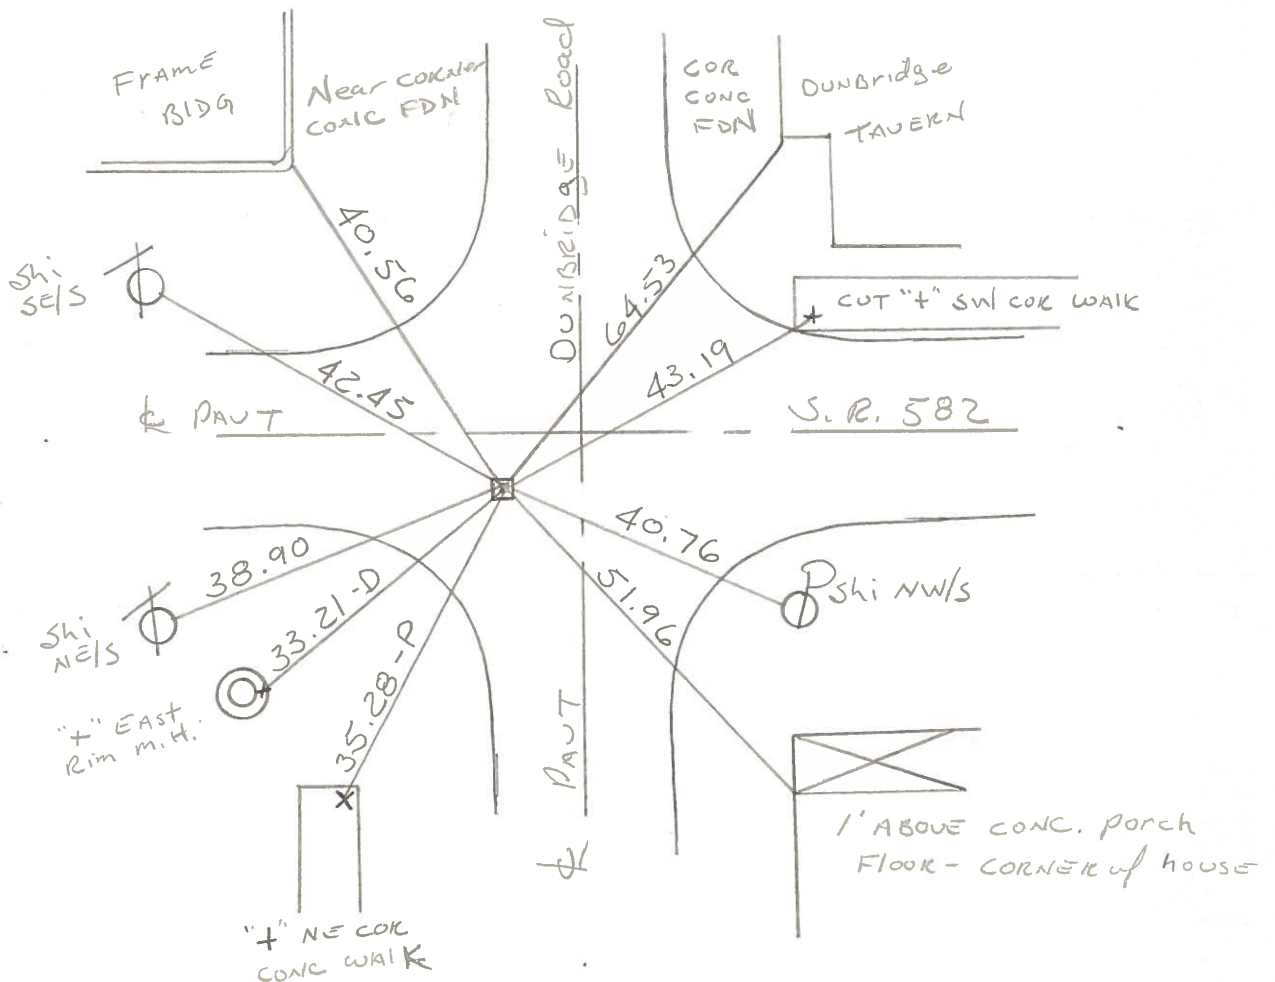 FrAME
BlDG
Near CORNer
CONC FDN
DUNBRIDGE Road
COR
CONC
FDN
DUNBridge
TAVERN
Shi
SE/S
40.56
64.53
CUT "+" SW COR WALK
42.45
43.19
℄ PAVT
S.R. 582
38.90
33.21-D
35.28-P
40.76
51.96
Shi NW/S
Shi
NE/S
"+" EAST
Rim M.H.
℄ PAVT
1' ABOVE CONC. porch
FLOOR - CORNER of HOUSE
"+" NE COR
CONC WALK